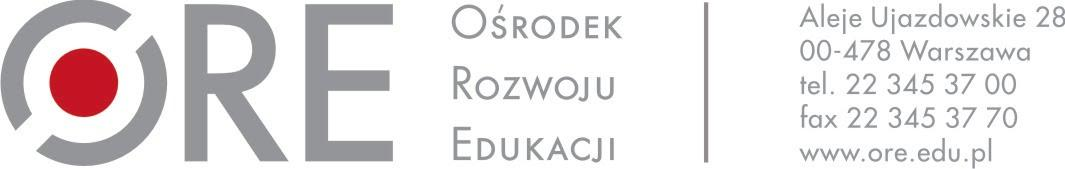 ORE
Ośrodek
Rozwoju
Edukacji
Aleje Ujazdowskie 28
00-478 Warszawa
tel. 22 345 37 00
fax 22 345 37 70
www.ore.edu.pl